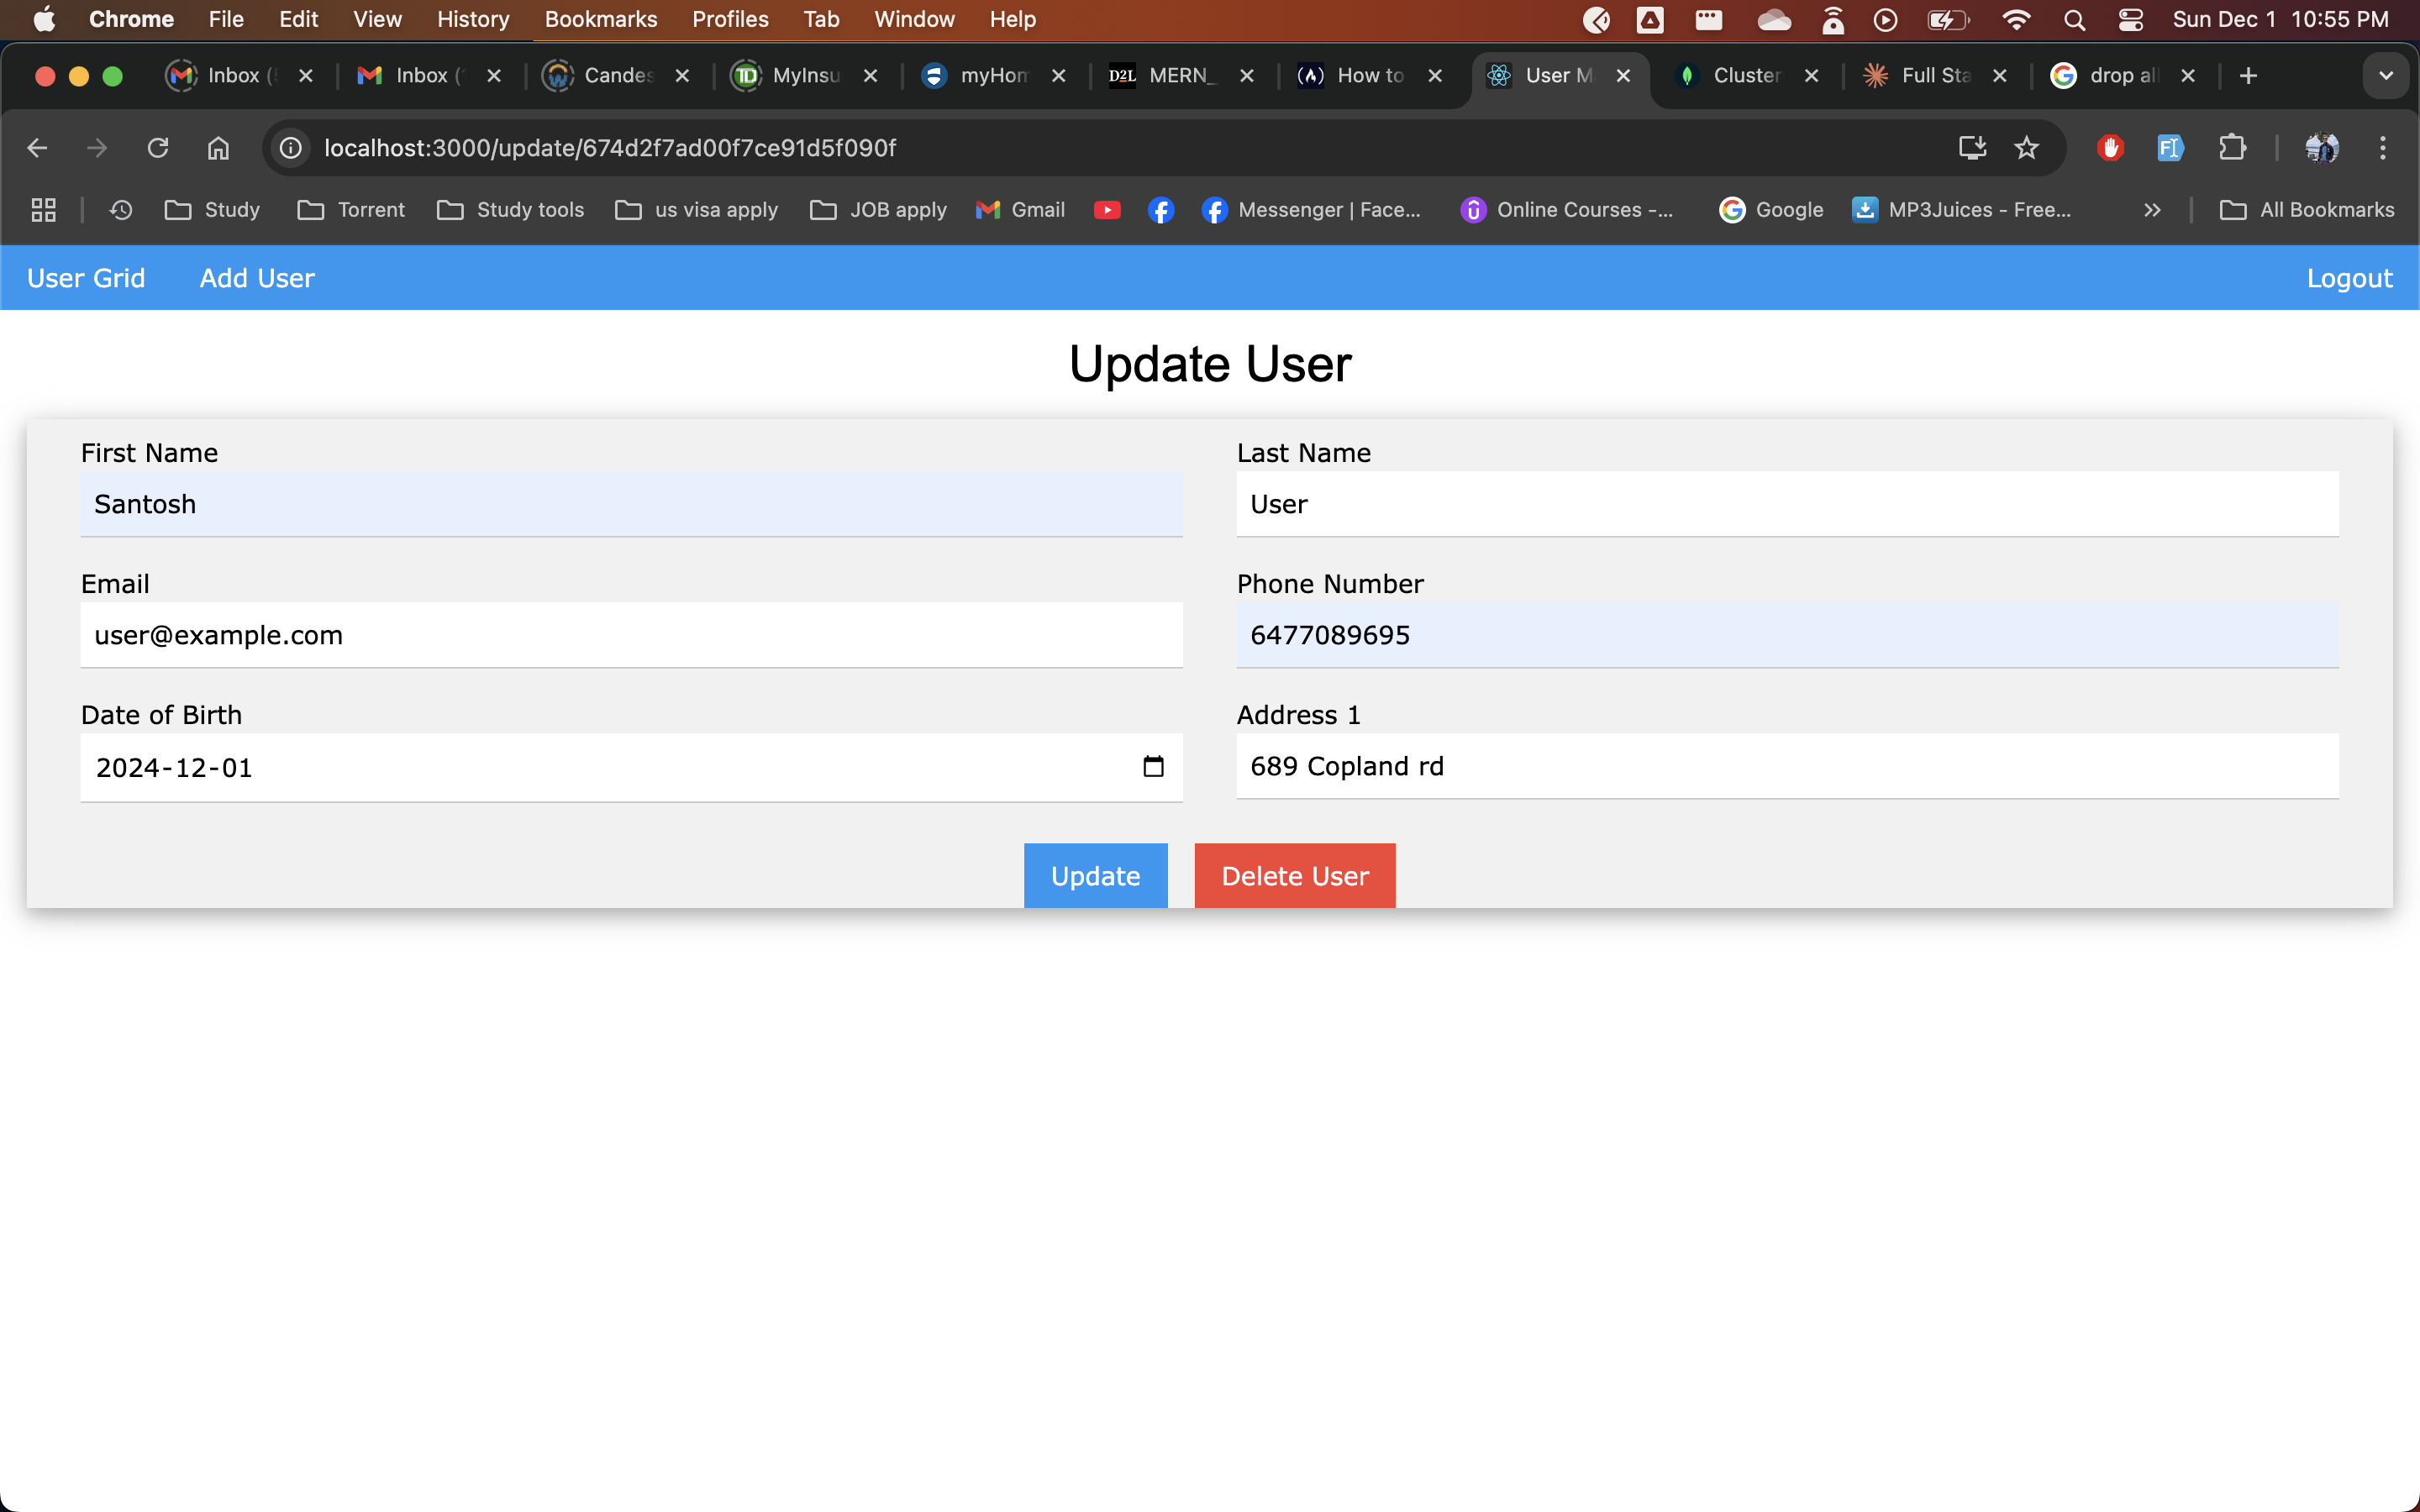 Chrome File Edit View History Bookmarks Profiles Tab Window Help Sun Dec 1 10:55 PM
Inbox ( Inbox ( Candes TD MyInsu myHom D2L MERN_ How to User M Cluster Full Sta drop all
localhost:3000/update/674d2f7ad00f7ce91d5f090f
Study Torrent Study tools us visa apply JOB apply Gmail Messenger | Face... Online Courses -... Google MP3Juices - Free... All Bookmarks
User Grid Add User Logout
Update User
First Name Last Name
Santosh User
Email Phone Number
user@example.com 6477089695
Date of Birth Address 1
2024-12-01 689 Copland rd
Update Delete User